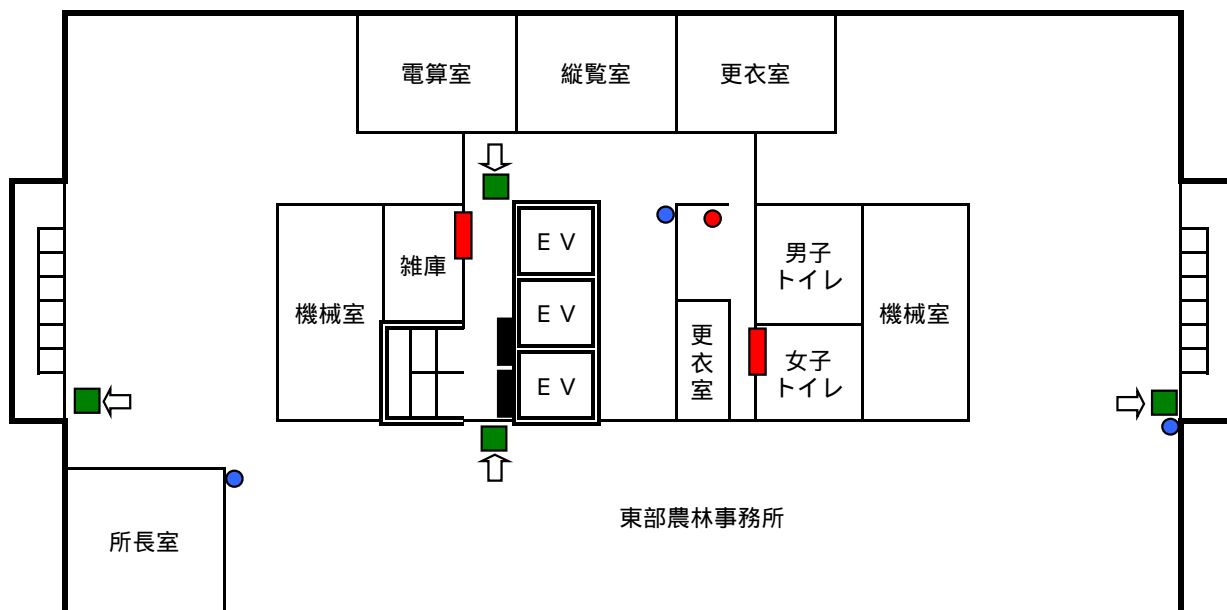 電算室
縦覧室
更衣室
ＥＶ
雑庫
男子
トイレ
機械室
ＥＶ
機械室
更
衣
室
女子
トイレ
ＥＶ
東部農林事務所
所長室